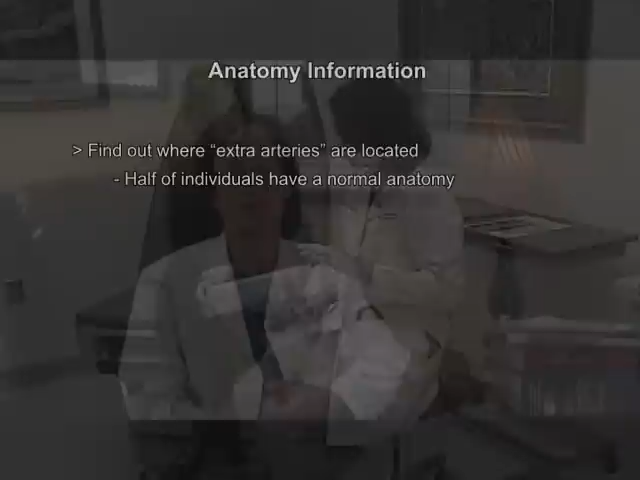 Anatomy Information
> Find out where “extra arteries” are located
- Half of individuals have a normal anatomy